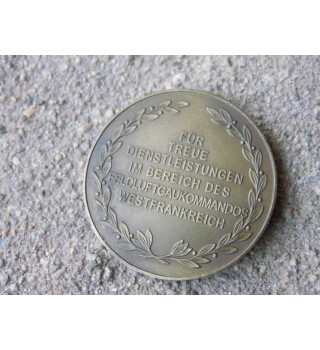 FÜR
TREUE
DIENSTLEISTUNGEN
IM BEREICH DES
FELDLUFTGAUKOMMANDOS
WESTFRANKREICH